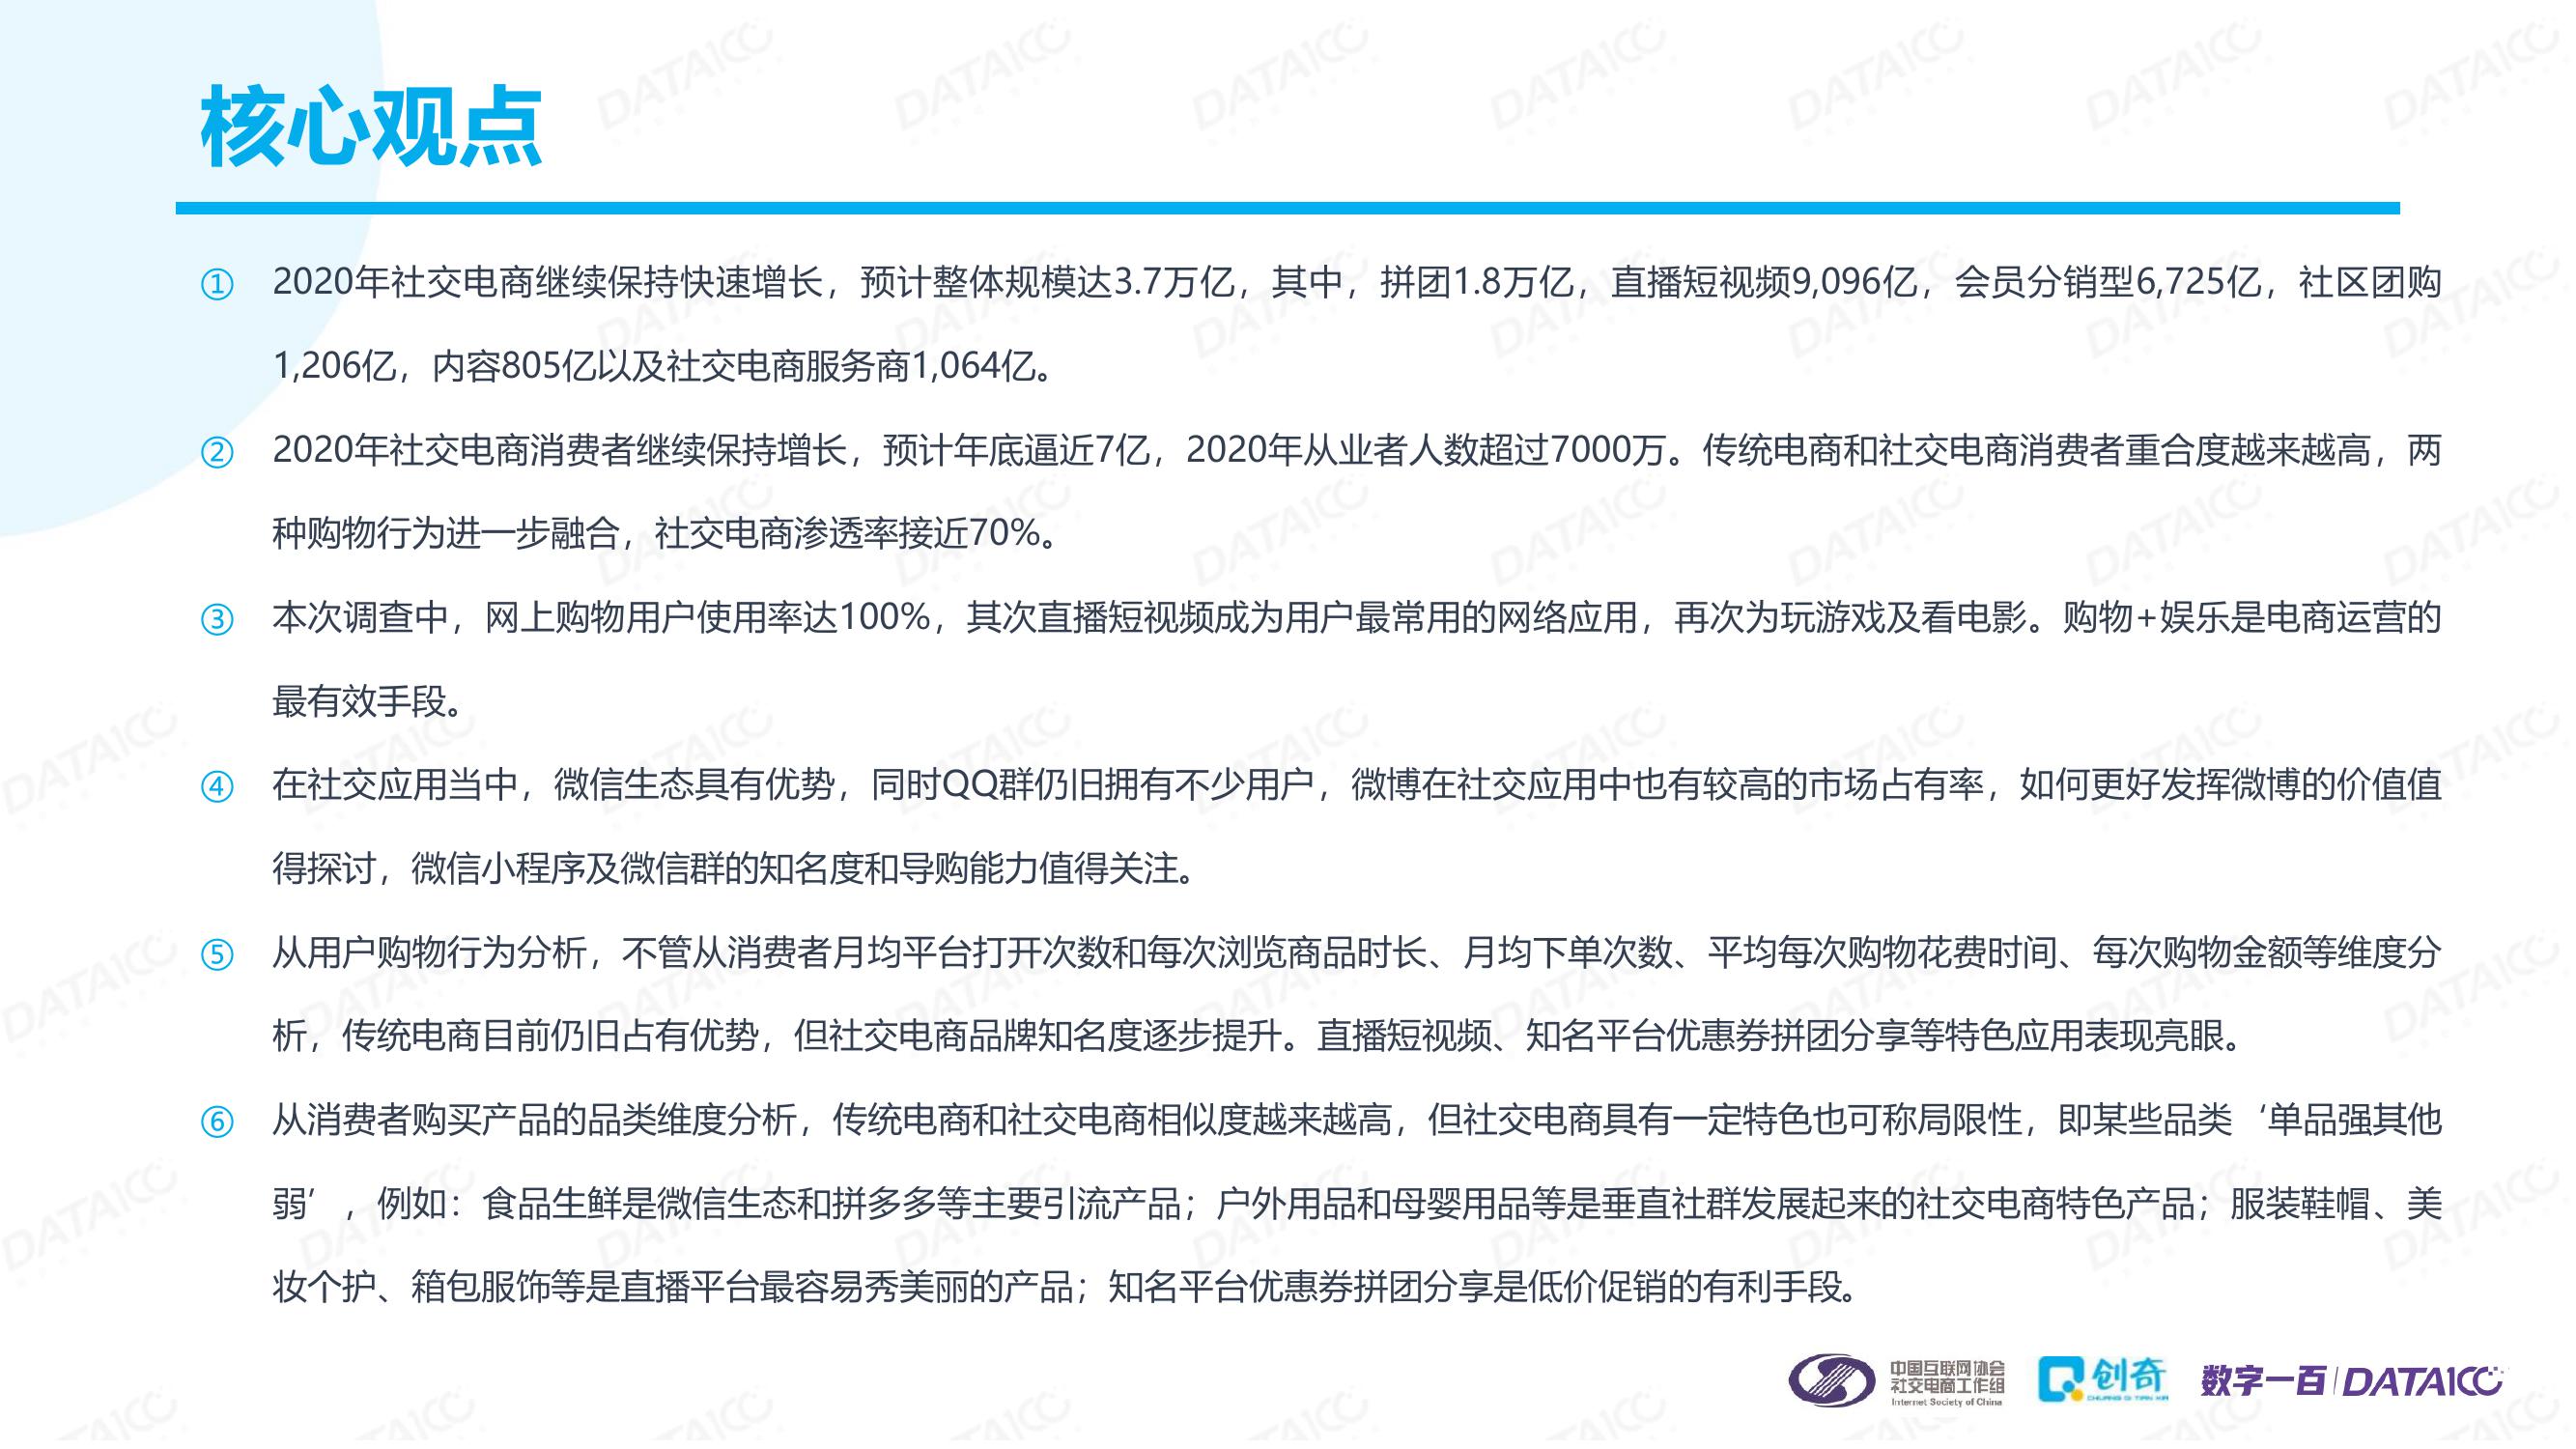 核心观点
① 2020年社交电商继续保持快速增长，预计整体规模达3.7万亿，其中，拼团1.8万亿，直播短视频9,096亿，会员分销型6,725亿，社区团购
1,206亿，内容805亿以及社交电商服务商1,064亿。
② 2020年社交电商消费者继续保持增长，预计年底逼近7亿，2020年从业者人数超过7000万。传统电商和社交电商消费者重合度越来越高，两
种购物行为进一步融合，社交电商渗透率接近70%。
③ 本次调查中，网上购物用户使用率达100%，其次直播短视频成为用户最常用的网络应用，再次为玩游戏及看电影。购物+娱乐是电商运营的
最有效手段。
④ 在社交应用当中，微信生态具有优势，同时QQ群仍旧拥有不少用户，微博在社交应用中也有较高的市场占有率，如何更好发挥微博的价值值
得探讨，微信小程序及微信群的知名度和导购能力值得关注。
⑤ 从用户购物行为分析，不管从消费者月均平台打开次数和每次浏览商品时长、月均下单次数、平均每次购物花费时间、每次购物金额等维度分
析，传统电商目前仍旧占有优势，但社交电商品牌知名度逐步提升。直播短视频、知名平台优惠券拼团分享等特色应用表现亮眼。
⑥ 从消费者购买产品的品类维度分析，传统电商和社交电商相似度越来越高，但社交电商具有一定特色也可称局限性，即某些品类‘单品强其他
弱’，例如：食品生鲜是微信生态和拼多多等主要引流产品；户外用品和母婴用品等是垂直社群发展起来的社交电商特色产品；服装鞋帽、美
妆个护、箱包服饰等是直播平台最容易秀美丽的产品；知名平台优惠券拼团分享是低价促销的有利手段。
中国互联网协会
社交电商工作组
Internet Society of China
创奇
CHUANG QI TIAN XIA
数字一百 DATA100